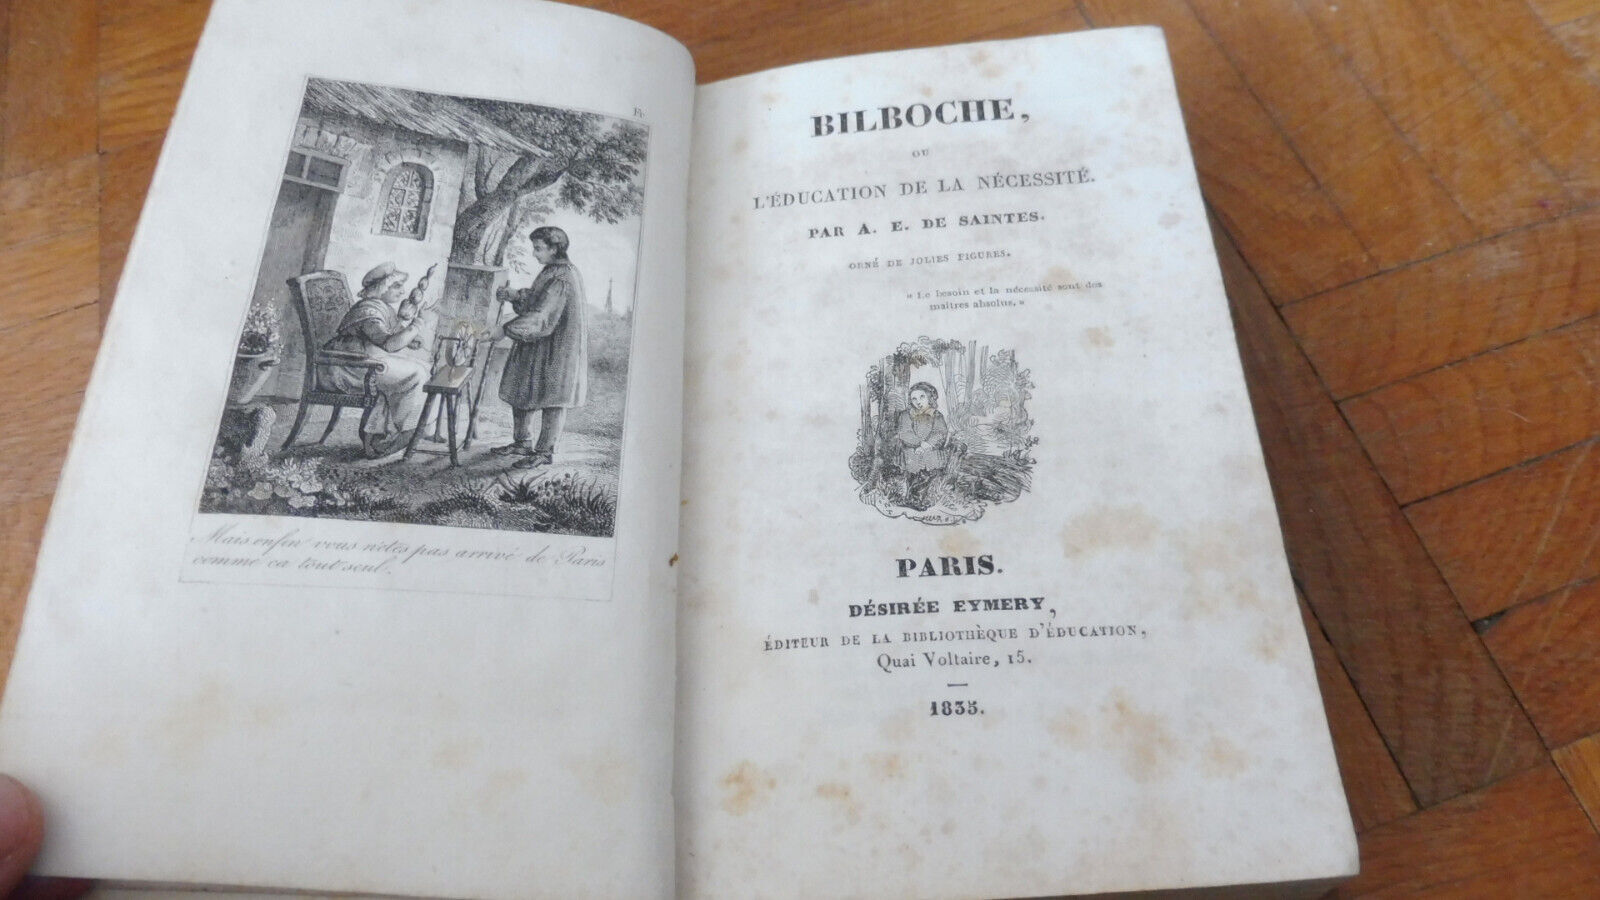 Mais enfin vous n'êtes pas arrivé de Paris
comme ça tout seul.
BILBOCHE,
OU
L'ÉDUCATION DE LA NÉCESSITÉ.
PAR A. E. DE SAINTES.
ORNÉ DE JOLIES FIGURES.
« Le besoin et la nécessité sont des
maîtres absolus. »
PARIS.
DÉSIRÉE EYMERY,
ÉDITEUR DE LA BIBLIOTHÈQUE D'ÉDUCATION,
Quai Voltaire, 15.
1835.